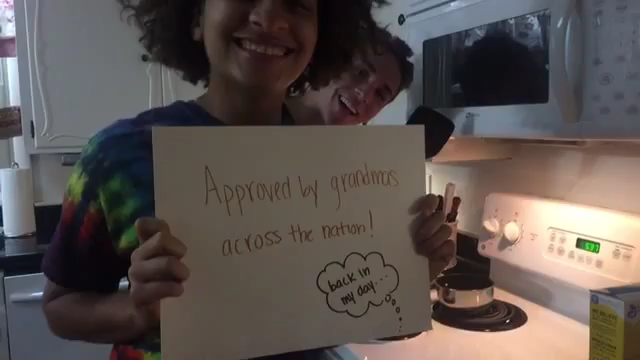 Approved by grandmas
across the nation!
back in
my day...